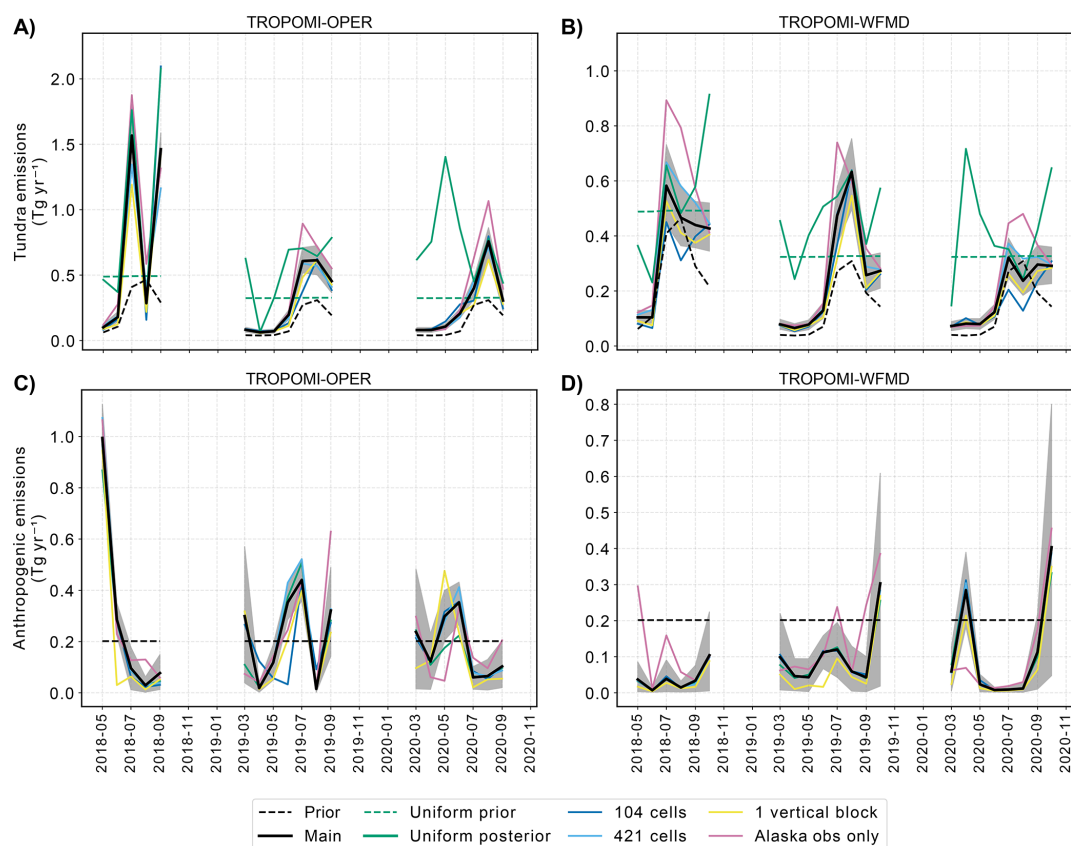 A)
TROPOMI-OPER
B)
TROPOMI-WFMD
Tundra emissions
(Tg yr⁻¹)
2.0
1.5
1.0
0.5
0.0
1.0
0.8
0.6
0.4
0.2
0.0
C)
TROPOMI-OPER
D)
TROPOMI-WFMD
Anthropogenic emissions
(Tg yr⁻¹)
1.0
0.8
0.6
0.4
0.2
0.0
0.8
0.7
0.6
0.5
0.4
0.3
0.2
0.1
0.0
2018-05
2018-07
2018-09
2018-11
2019-01
2019-03
2019-05
2019-07
2019-09
2019-11
2020-01
2020-03
2020-05
2020-07
2020-09
2020-11
2018-05
2018-07
2018-09
2018-11
2019-01
2019-03
2019-05
2019-07
2019-09
2019-11
2020-01
2020-03
2020-05
2020-07
2020-09
2020-11
Prior
Uniform prior
104 cells
1 vertical block
Main
Uniform posterior
421 cells
Alaska obs only